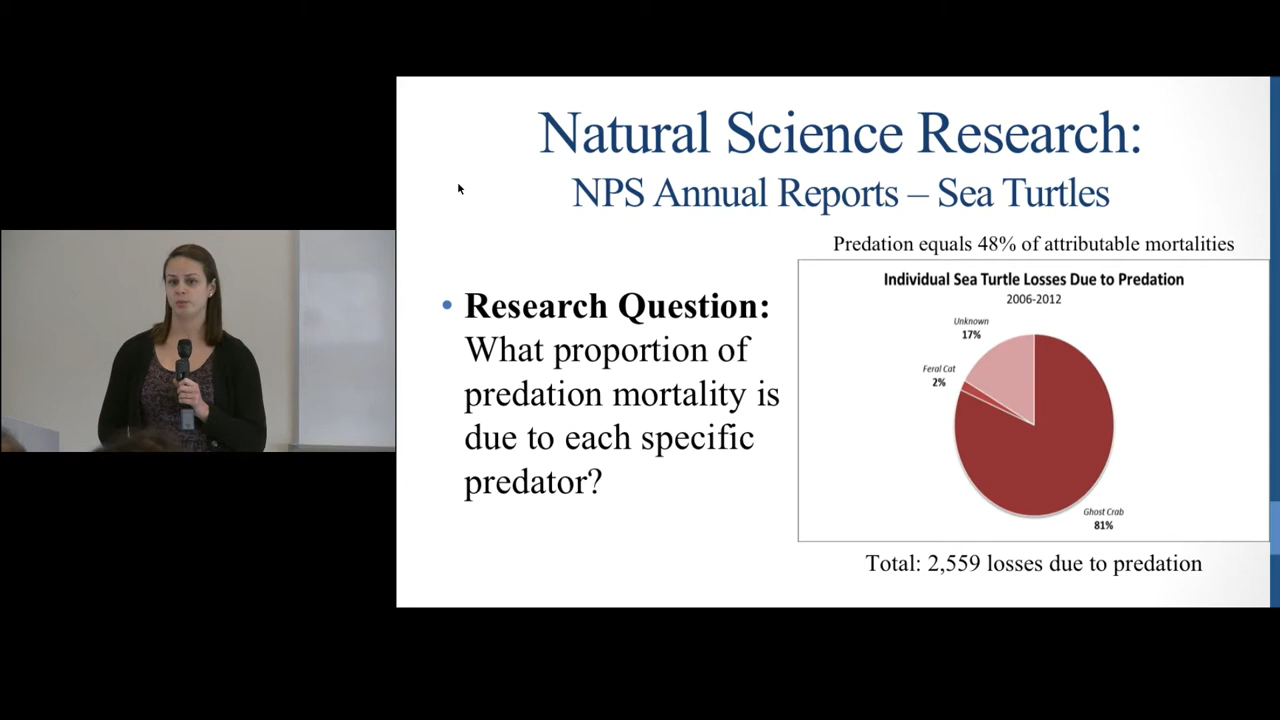 Natural Science Research:
NPS Annual Reports – Sea Turtles
Predation equals 48% of attributable mortalities
• Research Question:
What proportion of
predation mortality is
due to each specific
predator?
Individual Sea Turtle Losses Due to Predation
2006-2012
Unknown
17%
Feral Cat
2%
Ghost Crab
81%
Total: 2,559 losses due to predation